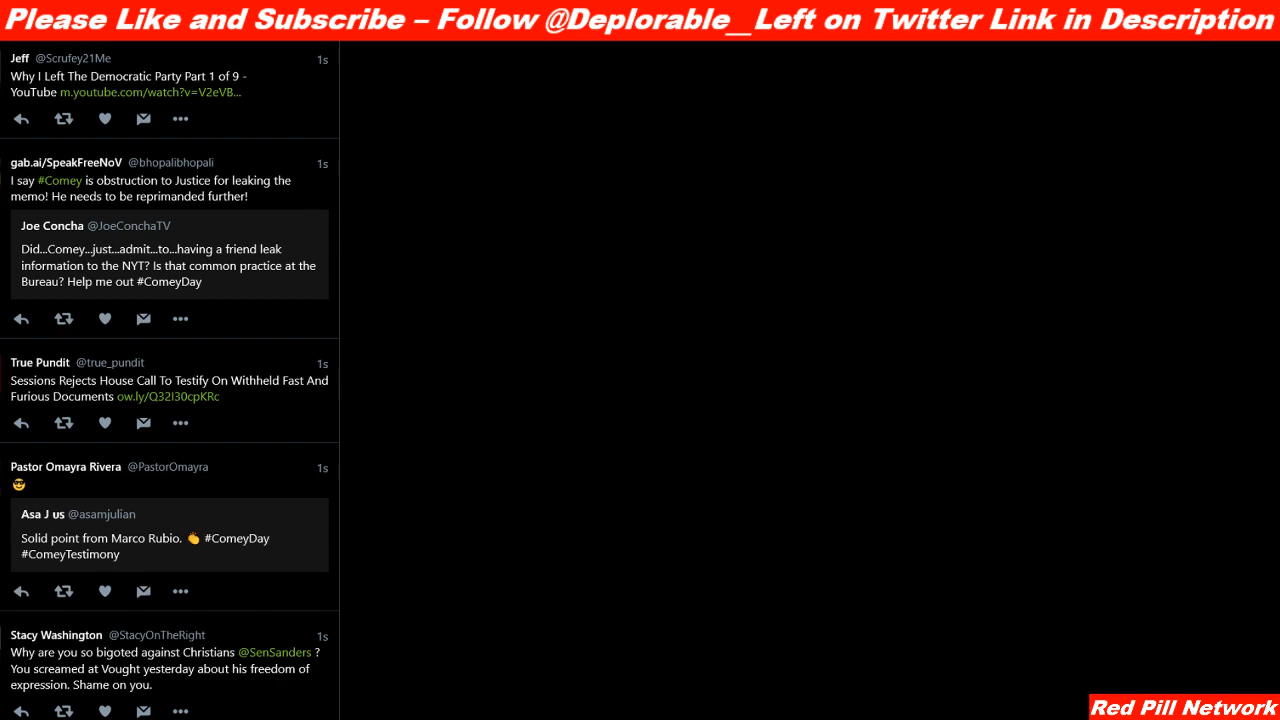 Please Like and Subscribe – Follow @Deplorable__Left on Twitter Link in Description
Jeff @Scrufey21Me 1s
Why I Left The Democratic Party Part 1 of 9 -
YouTube m.youtube.com/watch?v=V2eVB...
gab.ai/SpeakFreeNoV @bhopalibhopali 1s
I say #Comey is obstruction to Justice for leaking the
memo! He needs to be reprimanded further!
Joe Concha @JoeConchaTV
Did...Comey...just...admit...to...having a friend leak
information to the NYT? Is that common practice at the
Bureau? Help me out #ComeyDay
True Pundit @true_pundit 1s
Sessions Rejects House Call To Testify On Withheld Fast And
Furious Documents ow.ly/Q32I30cpKRc
Pastor Omayra Rivera @PastorOmayra 1s
😎
Asa J us @asamjulian
Solid point from Marco Rubio. 👏 #ComeyDay
#ComeyTestimony
Stacy Washington @StacyOnTheRight 1s
Why are you so bigoted against Christians @SenSanders ?
You screamed at Vought yesterday about his freedom of
expression. Shame on you.
Red Pill Network